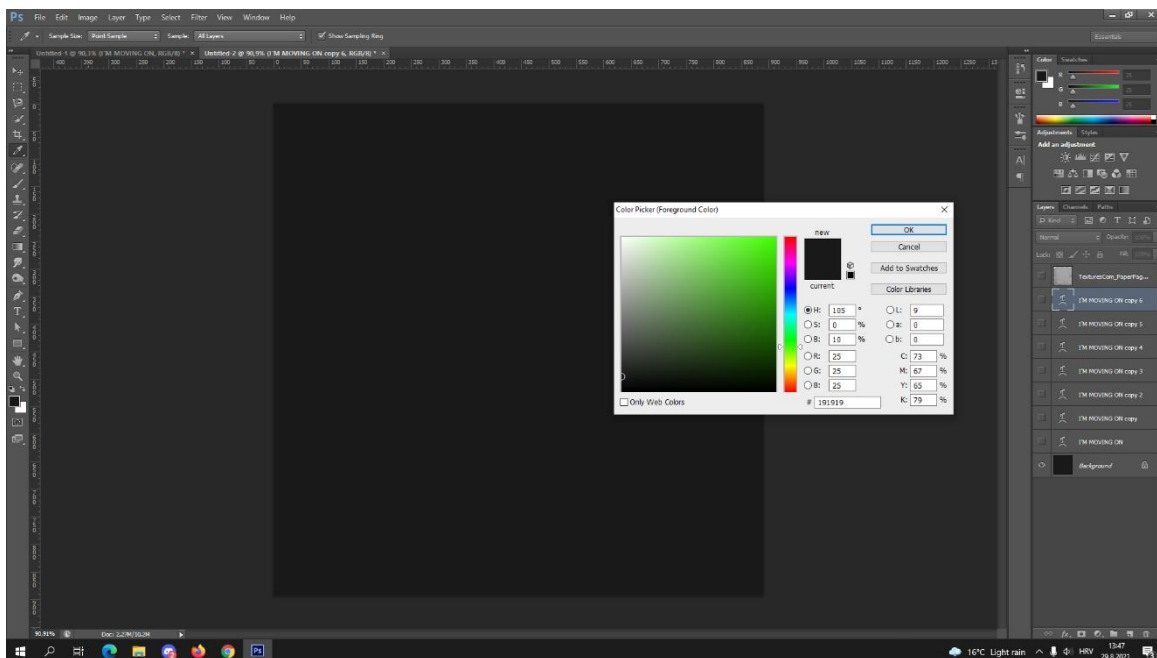 Ps File Edit Image Layer Type Select Filter View Window Help
Sample Size: Point Sample Sample: All Layers Show Sampling Ring Essentials
Untitled-1 @ 90,3% (I'M MOVING ON, RGB/8) * × Untitled-2 @ 90,9% (I'M MOVING ON copy 6, RGB/8) * ×
Color Swatches
R 25
G 25
B 25
Adjustments Styles
Add an adjustment
Layers Channels Paths
Kind
Normal Opacity:
Lock: Fill:
TexturesCom_PaperPag...
I'M MOVING ON copy 6
I'M MOVING ON copy 5
I'M MOVING ON copy 4
I'M MOVING ON copy 3
I'M MOVING ON copy 2
I'M MOVING ON copy
I'M MOVING ON
Background
Color Picker (Foreground Color)
new
current
OK
Cancel
Add to Swatches
Color Libraries
H: 105 ° L: 9
S: 0 % a: 0
B: 10 % b: 0
R: 25 C: 73 %
G: 25 M: 67 %
B: 25 Y: 65 %
# 191919 K: 79 %
Only Web Colors
90,91% Doc: 2,27M/16,2M
16°C Light rain HRV 13:47
29.8.2021.